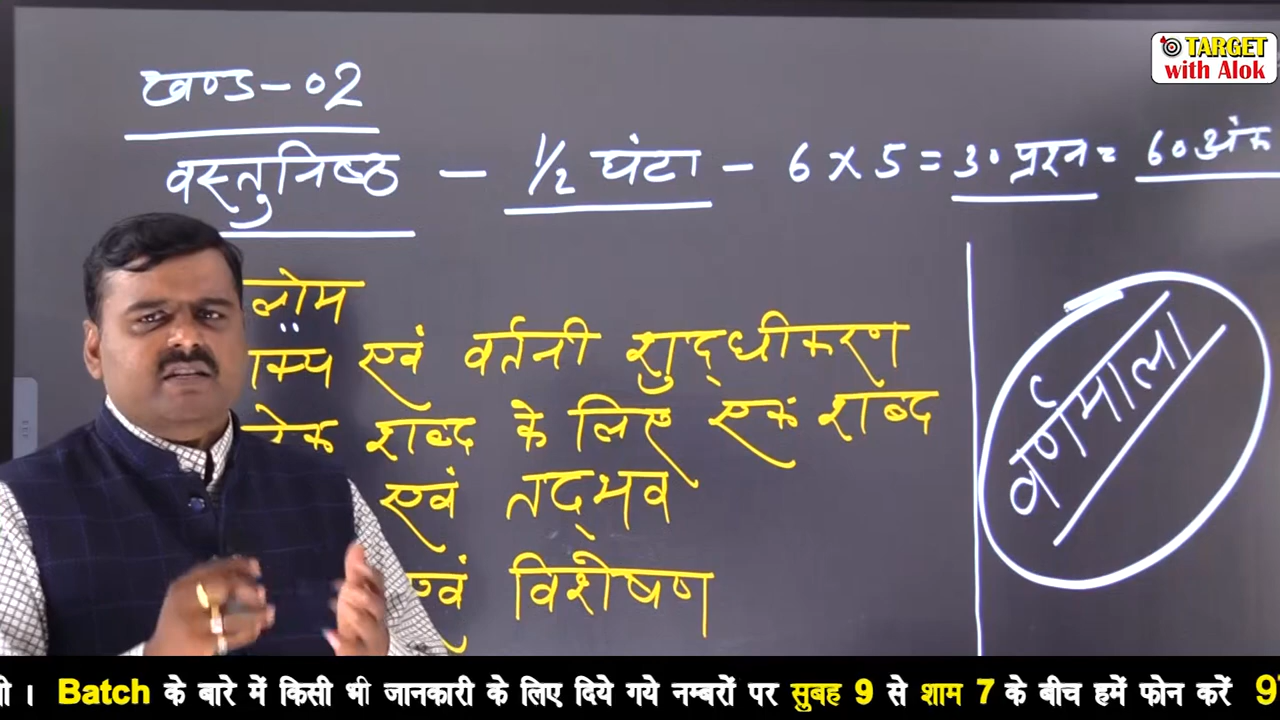 TARGET
with Alok
खण्ड-02
वस्तुनिष्ठ - 1/2 घंटा - 6 x 5 = 30 प्रश्न = 60 अंक
लोम
एवं वर्तनी शुद्धीकरण
शब्द के लिए एक शब्द
एवं तद्भव
एवं विशेषण
वर्णमाला
। Batch के बारे में किसी भी जानकारी के लिए दिये गये नम्बरों पर सुबह 9 से शाम 7 के बीच हमें फोन करें